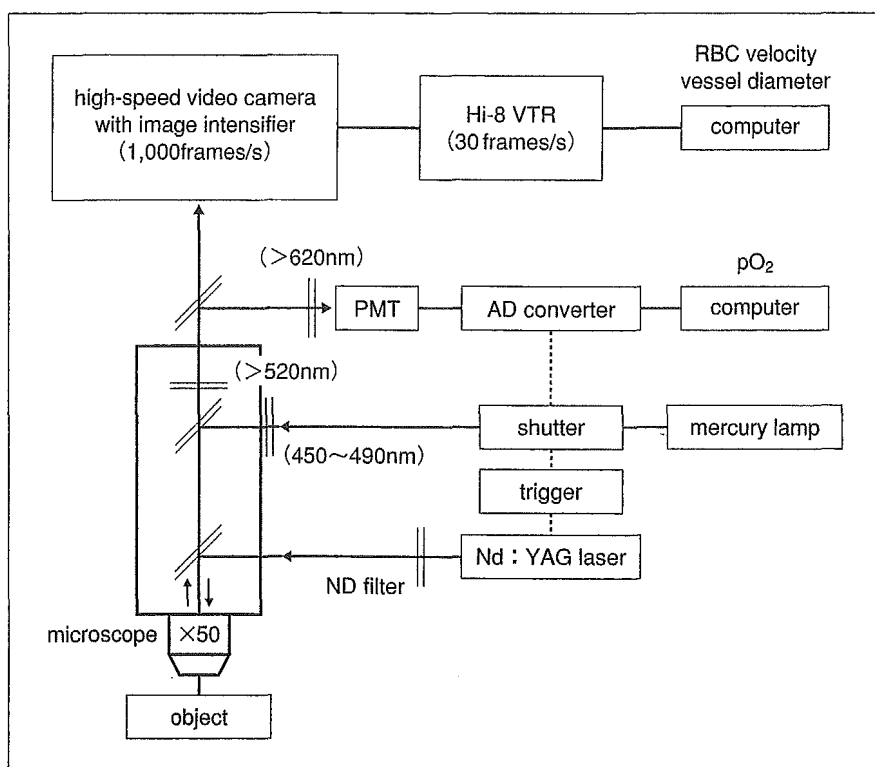 RBC velocity
vessel diameter
high-speed video camera
with image intensifier
(1,000frames/s)
Hi-8 VTR
(30frames/s)
computer
(>620nm)
pO₂
PMT
AD converter
computer
(>520nm)
shutter
mercury lamp
(450～490nm)
trigger
Nd：YAG laser
ND filter
microscope
×50
object